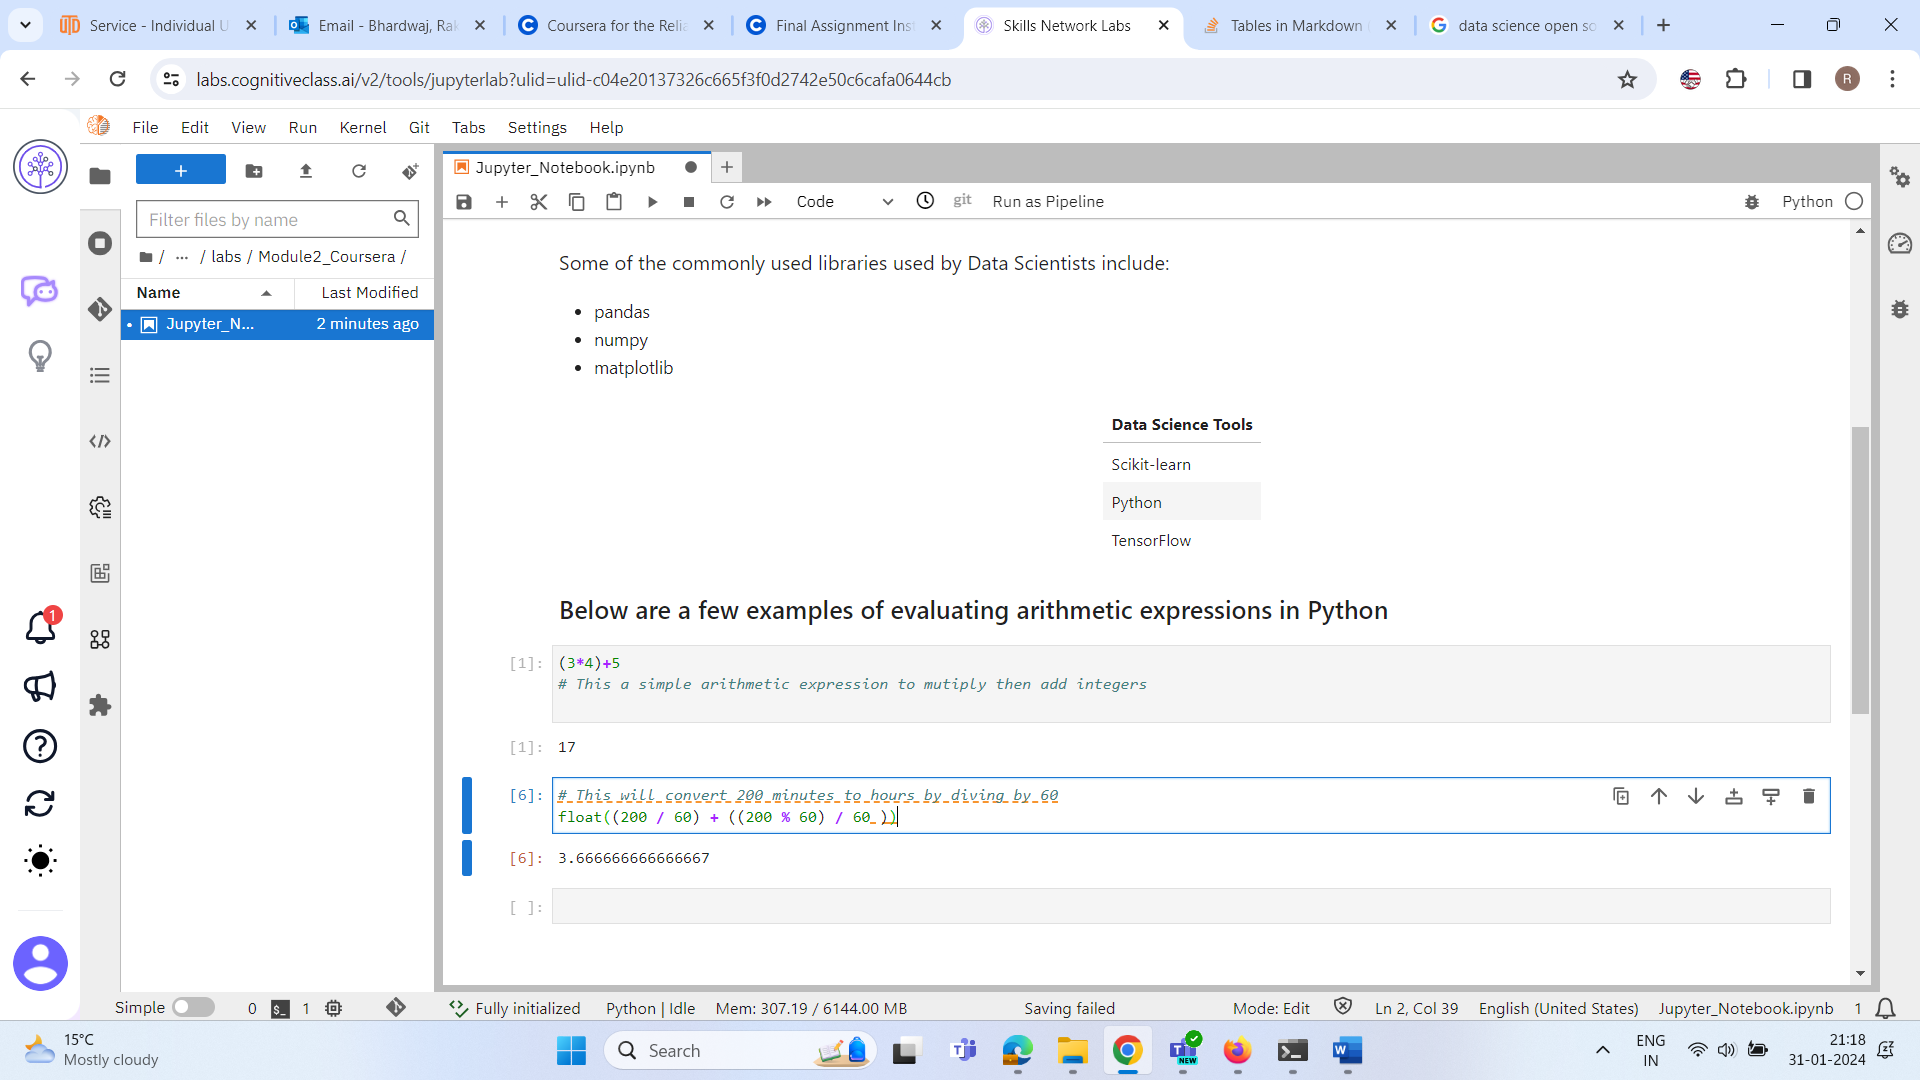 Service - Individual U
Email - Bhardwaj, Rak
Coursera for the Relia
Final Assignment Inst
Skills Network Labs
Tables in Markdown
data science open so
labs.cognitiveclass.ai/v2/tools/jupyterlab?ulid=ulid-c04e20137326c665f3f0d2742e50c6cafa0644cb
R
File Edit View Run Kernel Git Tabs Settings Help
Jupyter_Notebook.ipynb
Code
git
Run as Pipeline
Python
Filter files by name
/ ... / labs / Module2_Coursera /
Name Last Modified
Jupyter_N... 2 minutes ago
Some of the commonly used libraries used by Data Scientists include:
• pandas
• numpy
• matplotlib
Data Science Tools
Scikit-learn
Python
TensorFlow
Below are a few examples of evaluating arithmetic expressions in Python
[1]: (3*4)+5
# This a simple arithmetic expression to mutiply then add integers
[1]: 17
[6]: # This will convert 200 minutes to hours by diving by 60
float((200 / 60) + ((200 % 60) / 60 ))
[6]: 3.666666666666667
[ ]:
1
Simple 0 1 Fully initialized Python | Idle Mem: 307.19 / 6144.00 MB Saving failed Mode: Edit Ln 2, Col 39 English (United States) Jupyter_Notebook.ipynb 1
15°C
Mostly cloudy
Search
NEW
ENG
IN
21:18
31-01-2024